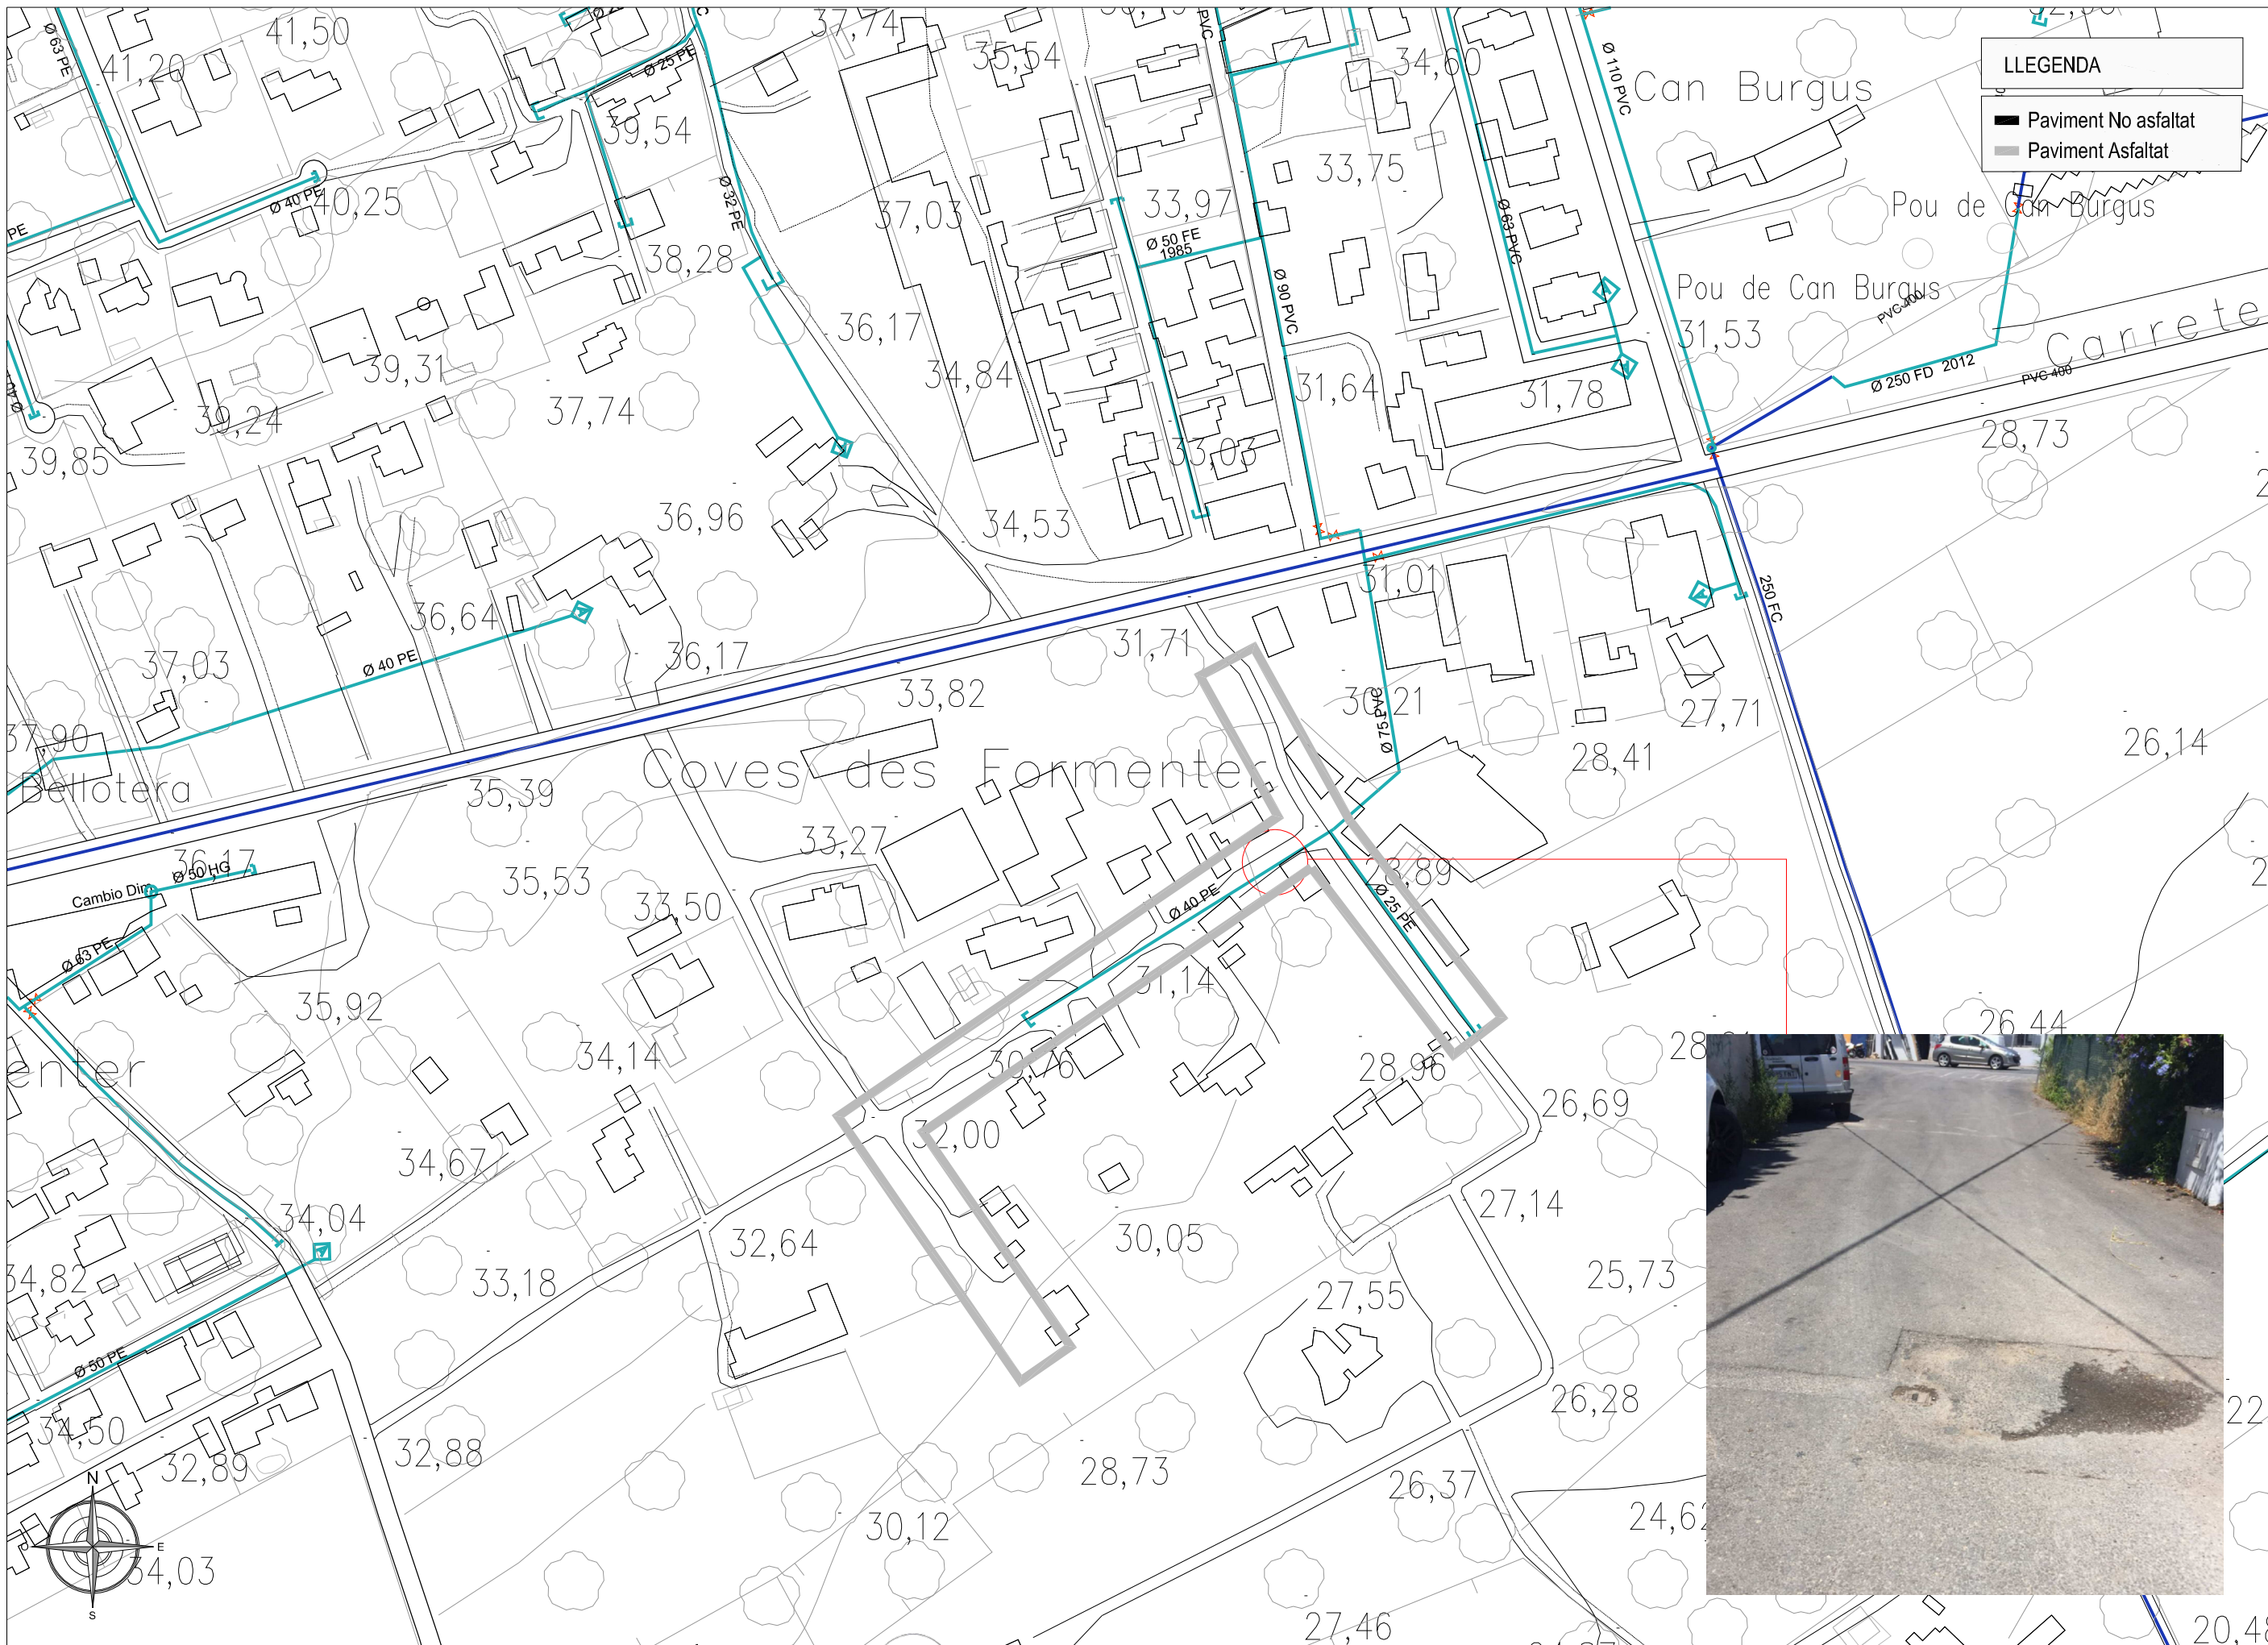 41,50
37,74
35,54
34,60
Ø 63 PE
41,20
Ø 25 PE
PVC
Ø 110 PVC
Can Burgus
LLEGENDA
Paviment No asfaltat
Paviment Asfaltat
39,54
33,75
Ø 40 PE
40,25
Ø 32 PE
37,03
33,97
Ø 50 FE
1985
Ø 63 PVC
Pou de Can Burgus
PE
38,28
Ø 90 PVC
Pou de Can Burgus
PVC 400
36,17
31,53
Carrete
39,31
34,84
31,64
31,78
Ø 250 FD 2012
PVC 400
37,74
39,24
39,85
33,03
28,73
36,96
34,53
36,64
31,01
250 FC
37,03
Ø 40 PE
36,17
31,71
33,82
30,21
27,71
Ø 75 PVC
37,90
26,14
28,41
Bellotera
35,39
Coves des Formenter
36,17
Ø 50 HG
33,27
Cambio Dim
35,53
33,50
Ø 40 PE
Ø 25 PE
Ø 63 PE
35,92
31,14
34,14
30,76
28,96
26,44
enter
26,69
32,00
34,67
34,04
32,64
30,05
27,14
34,82
33,18
27,55
25,73
Ø 50 PE
34,50
32,89
32,88
28,73
26,28
26,37
22
N
E
S
34,03
30,12
24,62
27,46